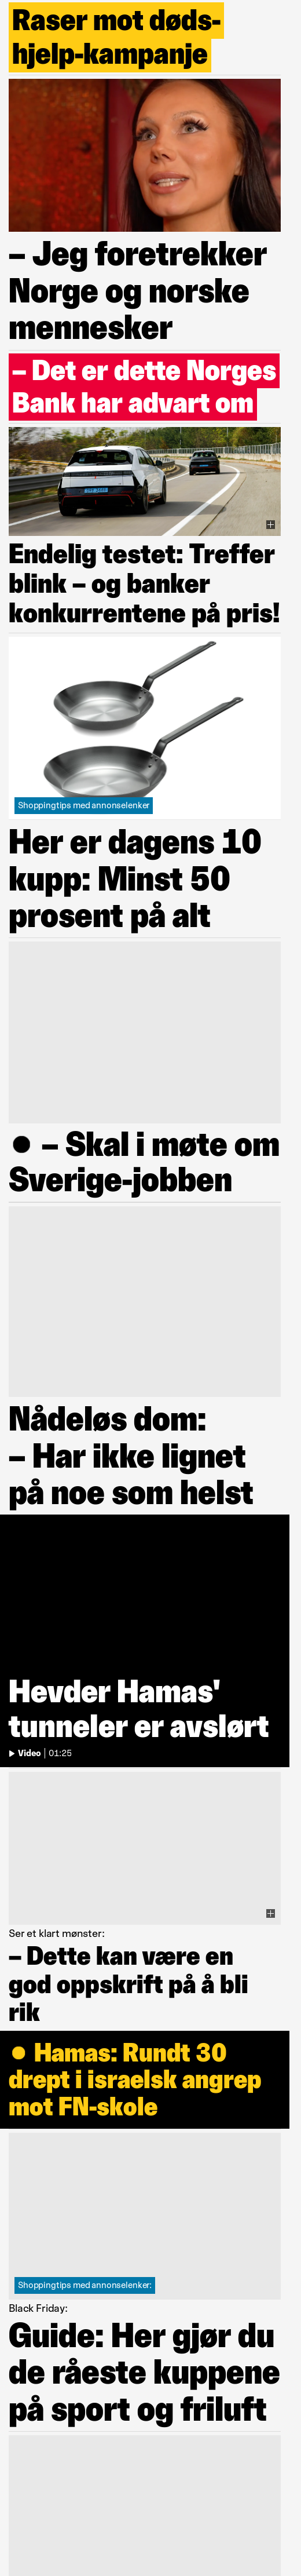 Raser mot døds-
hjelp-kampanje
– Jeg foretrekker
Norge og norske
mennesker
– Det er dette Norges
Bank har advart om
Endelig testet: Treffer
blink – og banker
konkurrentene på pris!
Shoppingtips med annonselenker
Her er dagens 10
kupp: Minst 50
prosent på alt
● – Skal i møte om
Sverige-jobben
Nådeløs dom:
– Har ikke lignet
på noe som helst
Hevder Hamas'
tunneler er avslørt
Video | 01:25
Ser et klart mønster:
– Dette kan være en
god oppskrift på å bli
rik
● Hamas: Rundt 30
drept i israelsk angrep
mot FN-skole
Shoppingtips med annonselenker:
Black Friday:
Guide: Her gjør du
de råeste kuppene
på sport og friluft